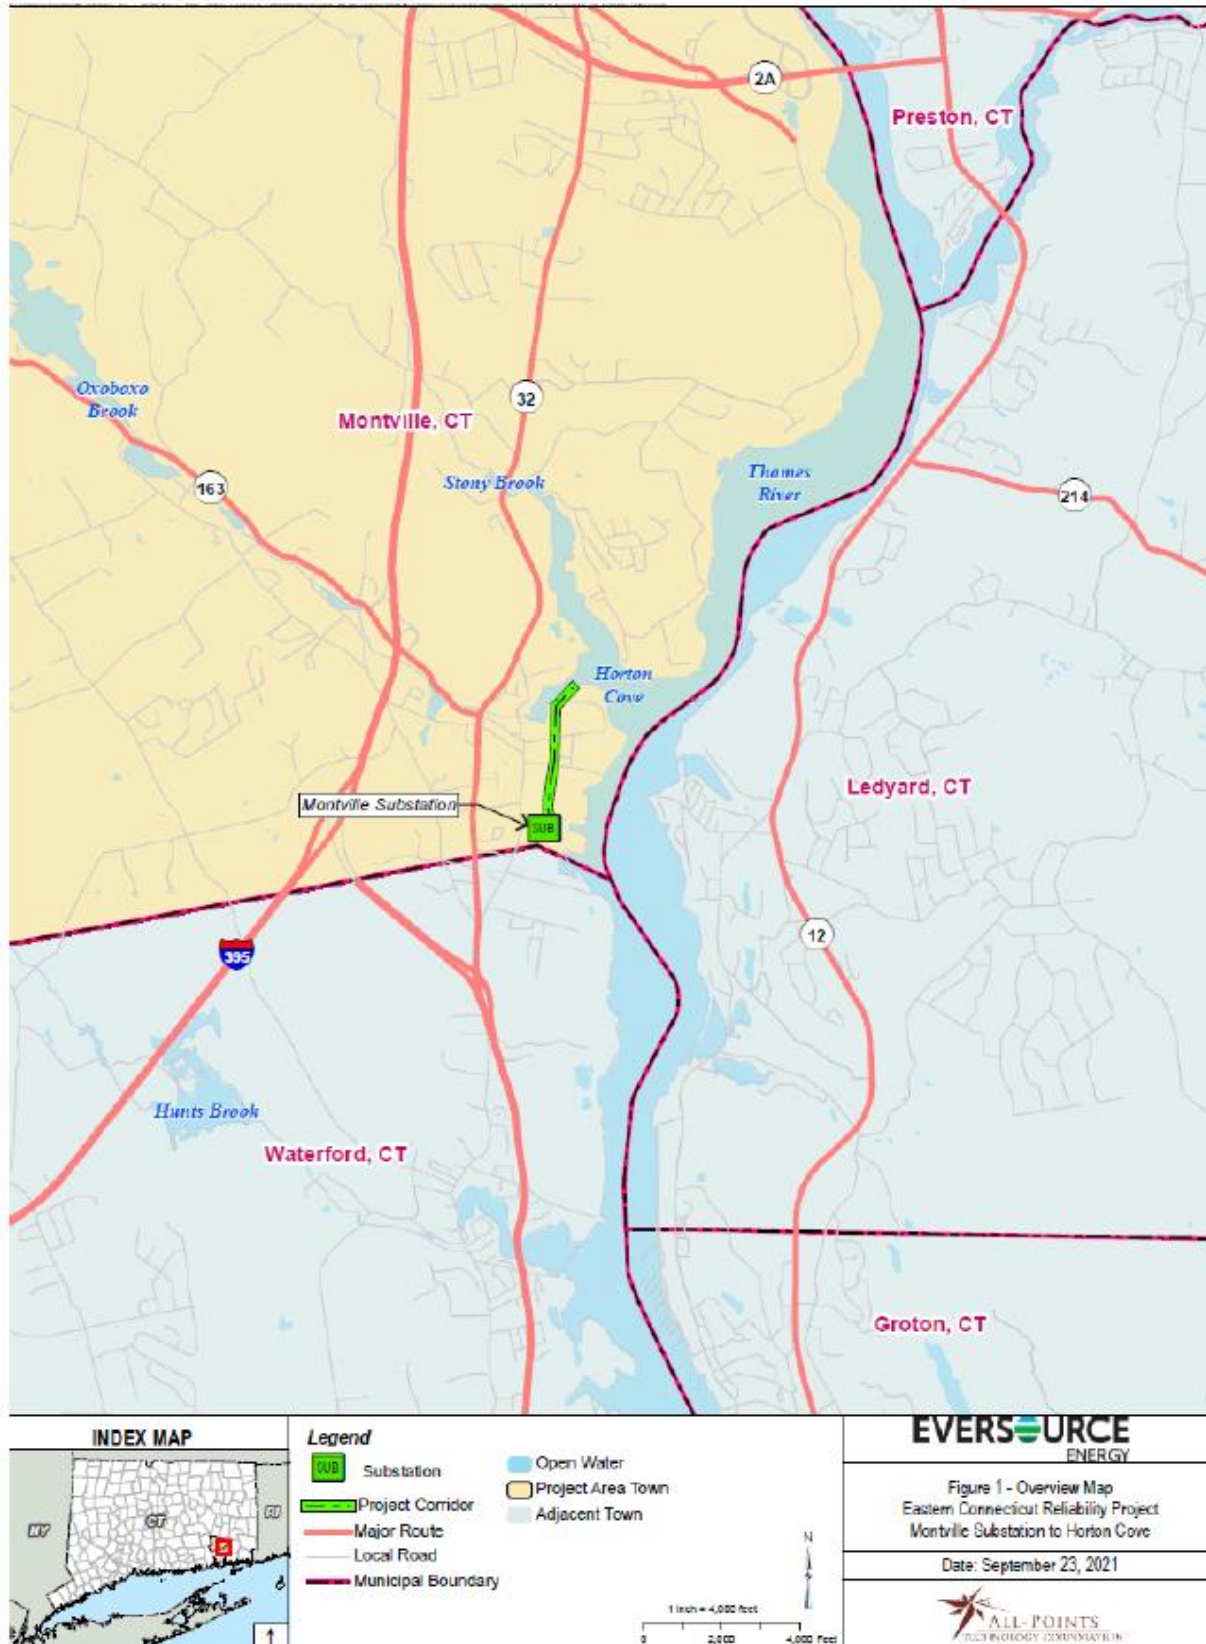 2A
Preston, CT
Oxoboxo
Brook
32
Montville, CT
Thames
River
Stony Brook
163
214
Horton
Cove
Ledyard, CT
Montville Substation
SUB
12
395
Hunts Brook
Waterford, CT
Groton, CT
INDEX MAP
NY
CT
RI
Legend
SUB
Substation
Project Corridor
Major Route
Local Road
Municipal Boundary
Open Water
Project Area Town
Adjacent Town
N
1 inch = 4,000 feet
0 2,000 4,000 Feet
EVERSOURCE
ENERGY
Figure 1 - Overview Map
Eastern Connecticut Reliability Project
Montville Substation to Horton Cove
Date: September 23, 2021
ALL-POINTS
TECHNOLOGY CORPORATION